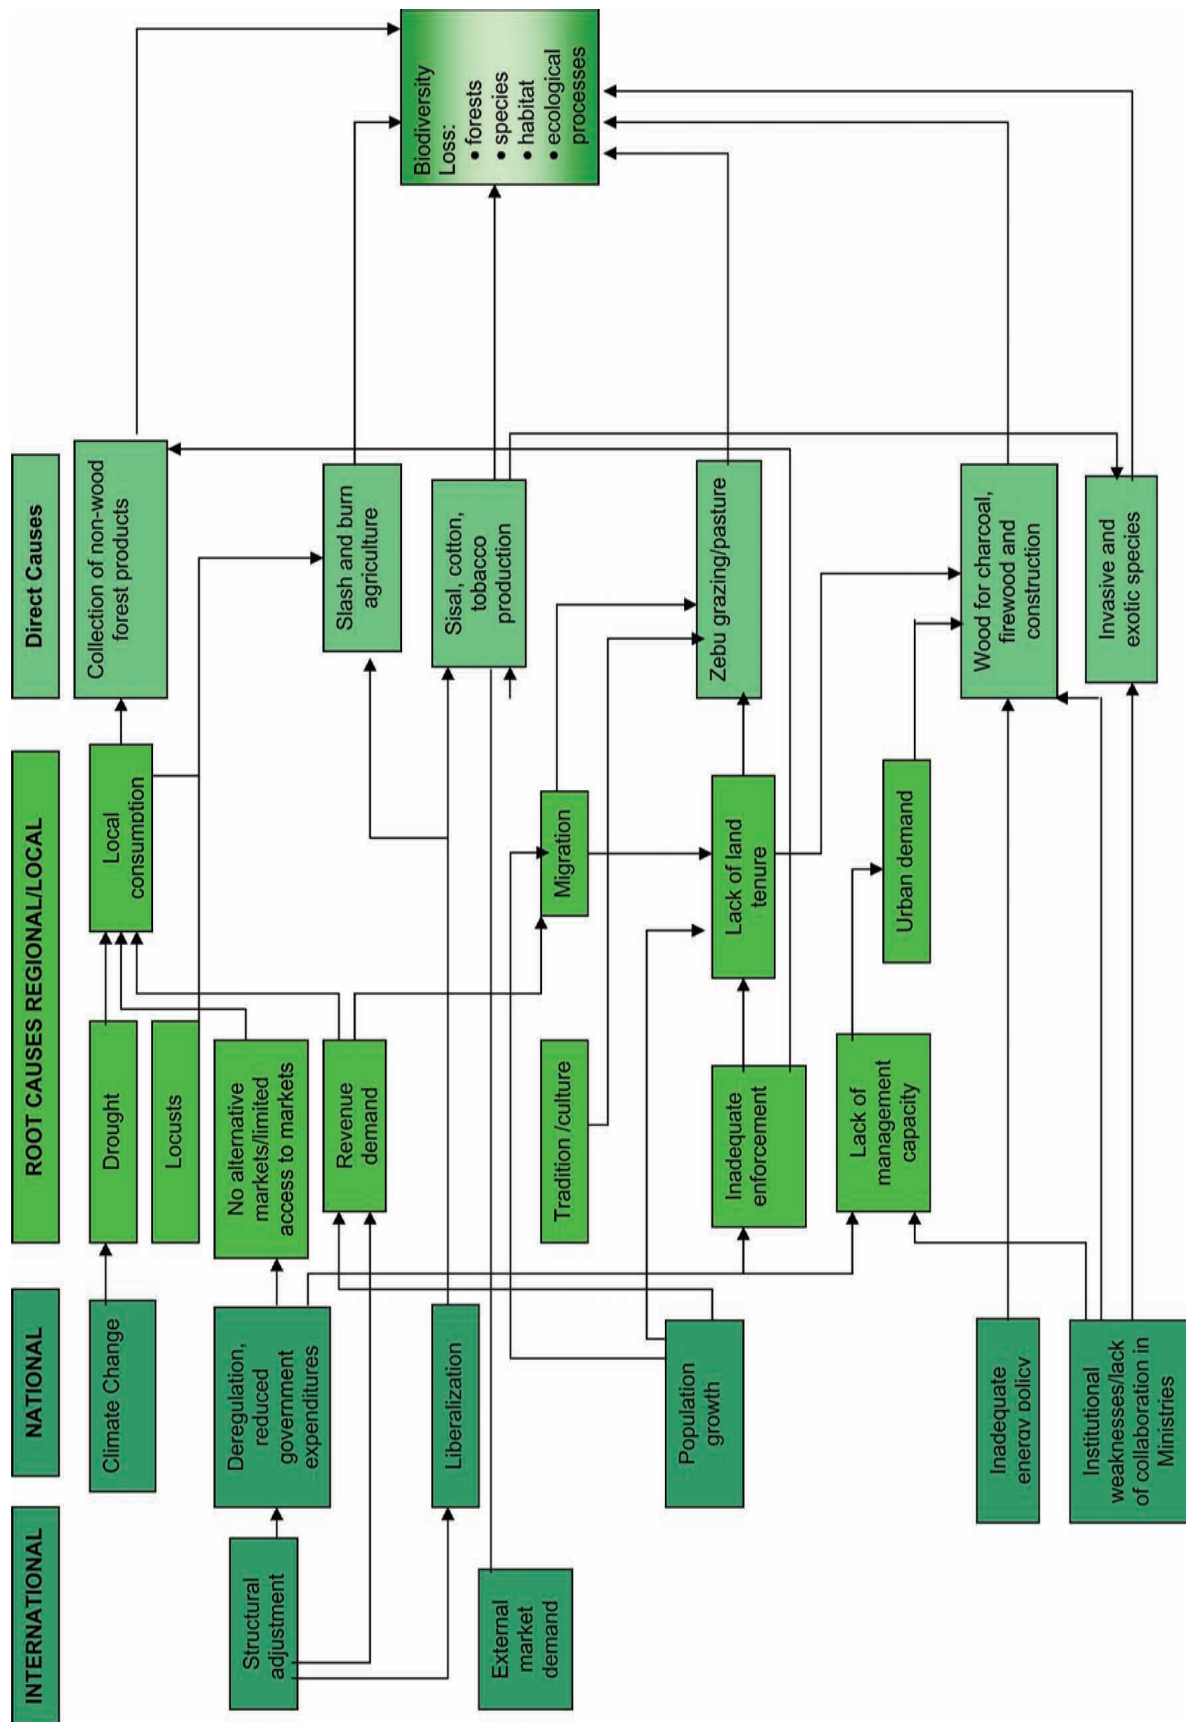 INTERNATIONAL
NATIONAL
ROOT CAUSES REGIONAL/LOCAL
Direct Causes
Structural
adjustment
External
market
demand
Climate Change
Deregulation,
reduced
government
expenditures
Liberalization
Population
growth
Inadequate
energy policy
Institutional
weaknesses/lack
of collaboration in
Ministries
Drought
Locusts
No alternative
markets/limited
access to markets
Revenue
demand
Tradition /culture
Inadequate
enforcement
Lack of
management
capacity
Local
consumption
Migration
Lack of land
tenure
Urban demand
Collection of non-wood
forest products
Slash and burn
agriculture
Sisal, cotton,
tobacco
production
Zebu grazing/pasture
Wood for charcoal,
firewood and
construction
Invasive and
exotic species
Biodiversity
Loss:
• forests
• species
• habitat
• ecological
processes